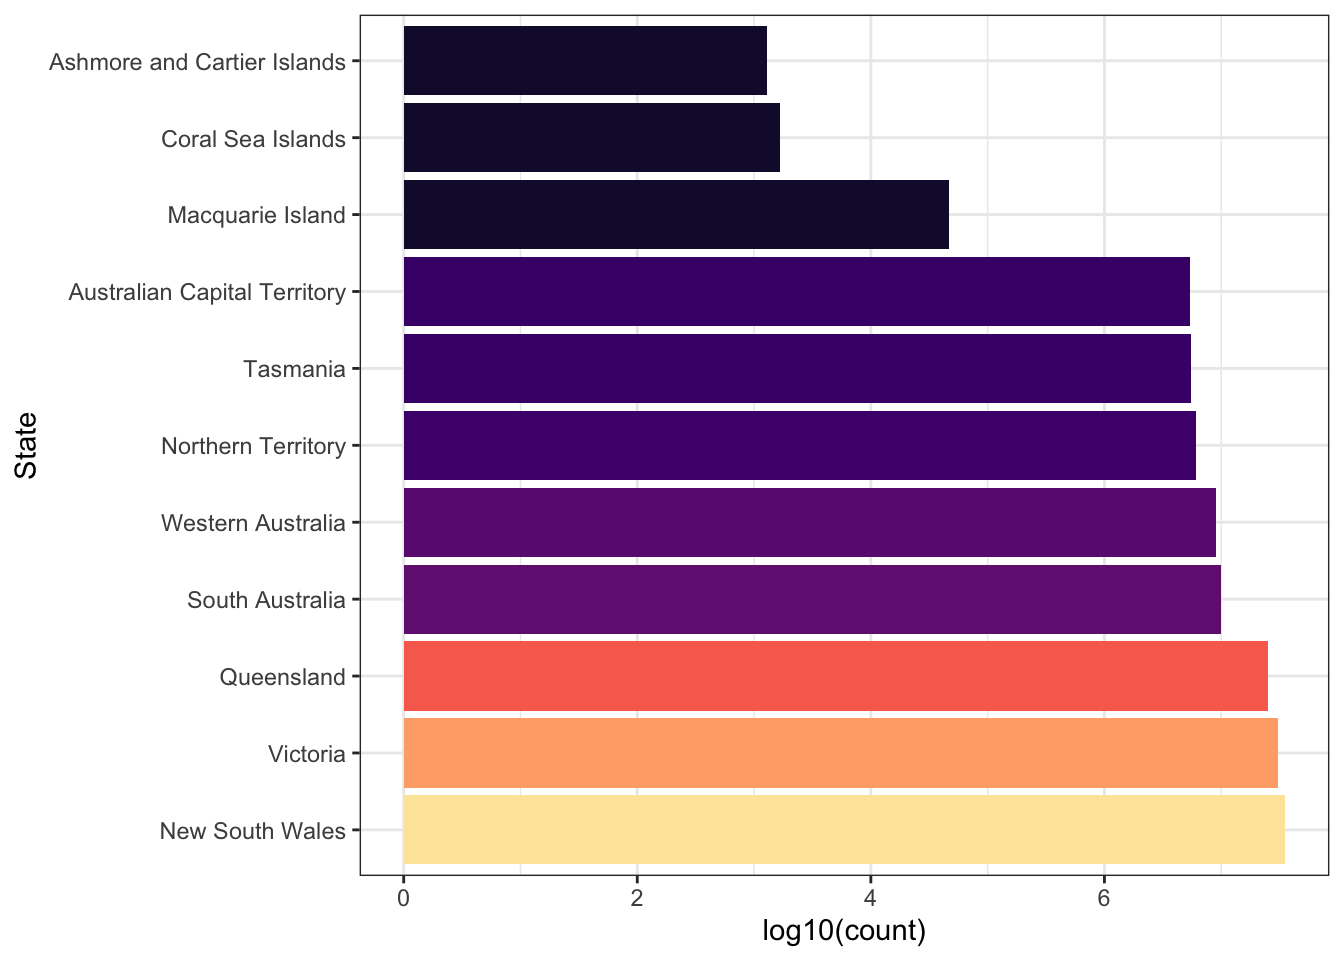 Ashmore and Cartier Islands
Coral Sea Islands
Macquarie Island
Australian Capital Territory
Tasmania
Northern Territory
Western Australia
South Australia
Queensland
Victoria
New South Wales
State
0 2 4 6
log10(count)